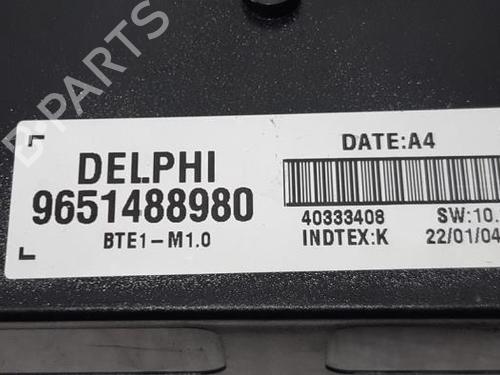 B-PARTS
DATE:A4
DELPHI
9651488980
40333408 SW:10.
BTE1-M1.0
INDTEX:K 22/01/04